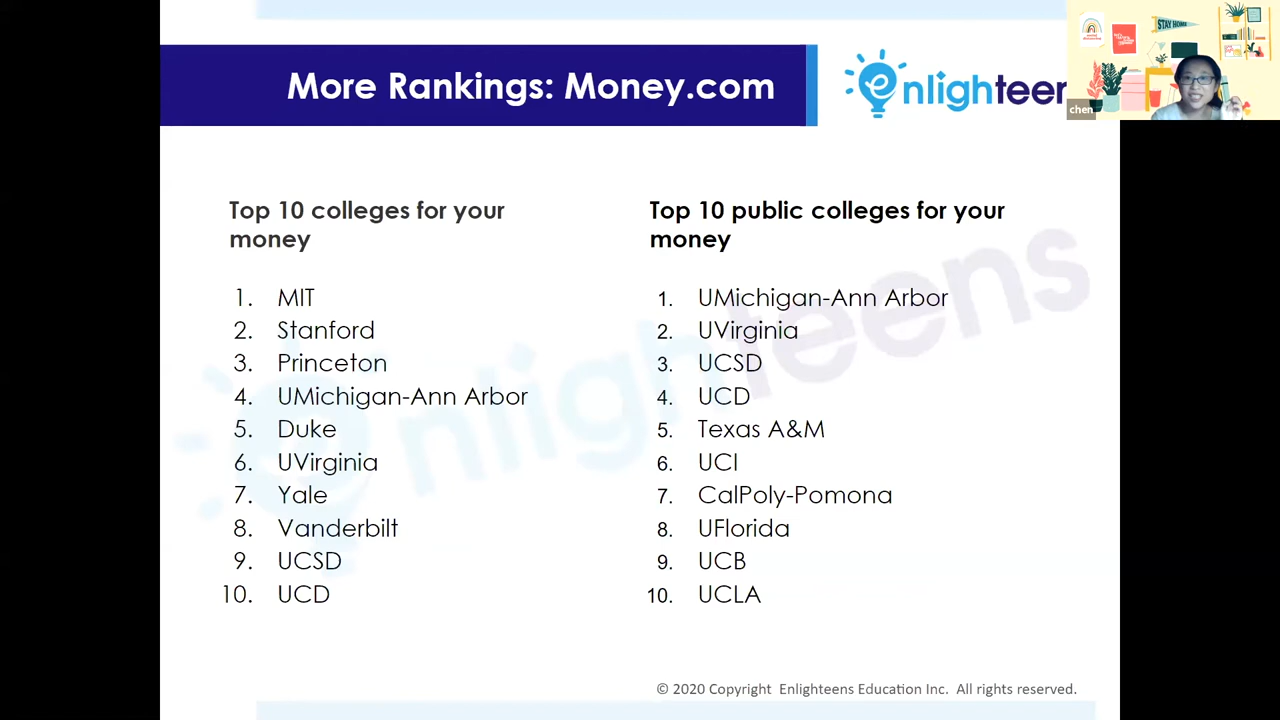 More Rankings: Money.com
enlighteen
STAY HOME
chen
Top 10 colleges for your
money
1. MIT
2. Stanford
3. Princeton
4. UMichigan-Ann Arbor
5. Duke
6. UVirginia
7. Yale
8. Vanderbilt
9. UCSD
10. UCD
Top 10 public colleges for your
money
1. UMichigan-Ann Arbor
2. UVirginia
3. UCSD
4. UCD
5. Texas A&M
6. UCI
7. CalPoly-Pomona
8. UFlorida
9. UCB
10. UCLA
enlighteens
© 2020 Copyright Enlighteens Education Inc. All rights reserved.